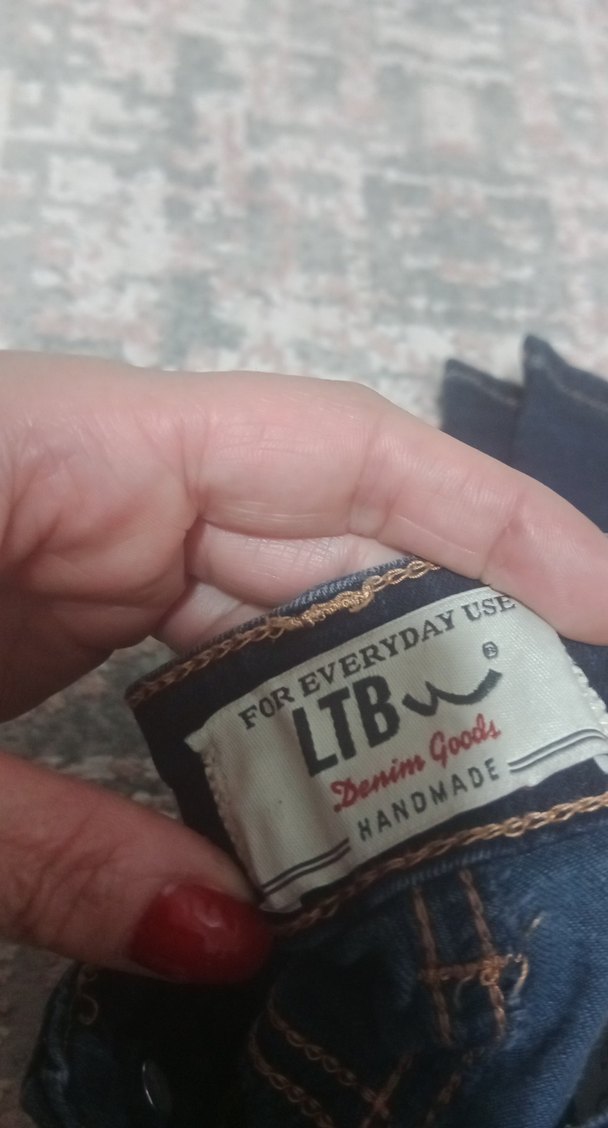 FOR EVERYDAY USE
LTB ®
Denim Goods
HANDMADE